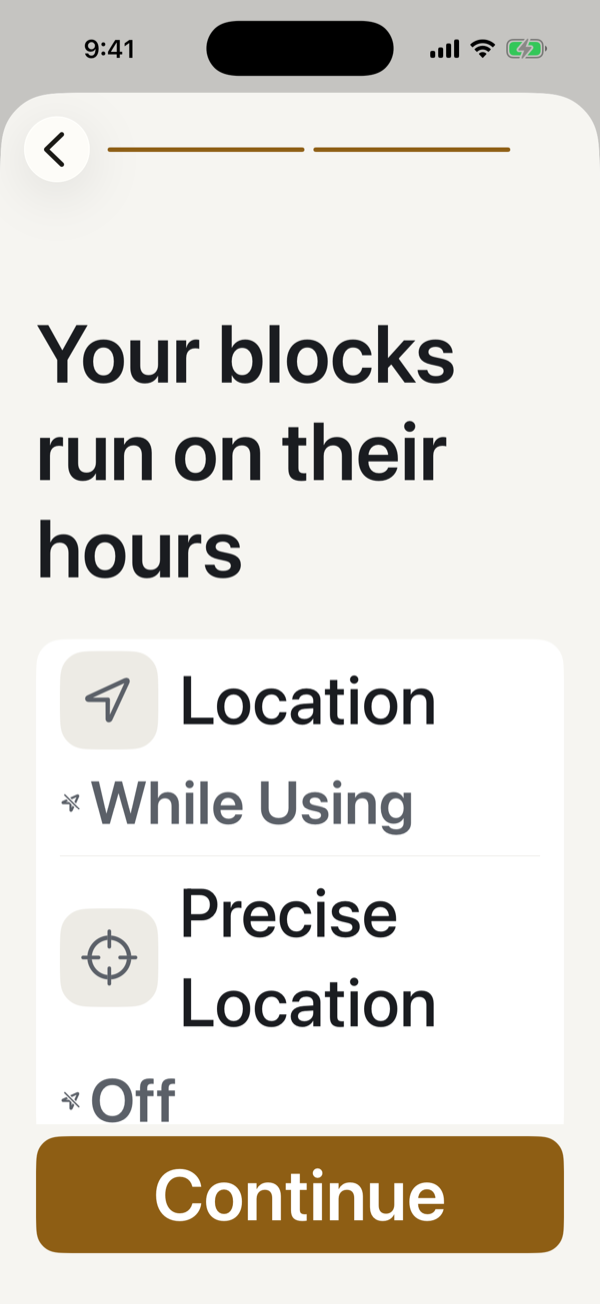 9:41
Your blocks
run on their
hours
Location
While Using
Precise
Location
Off
Continue